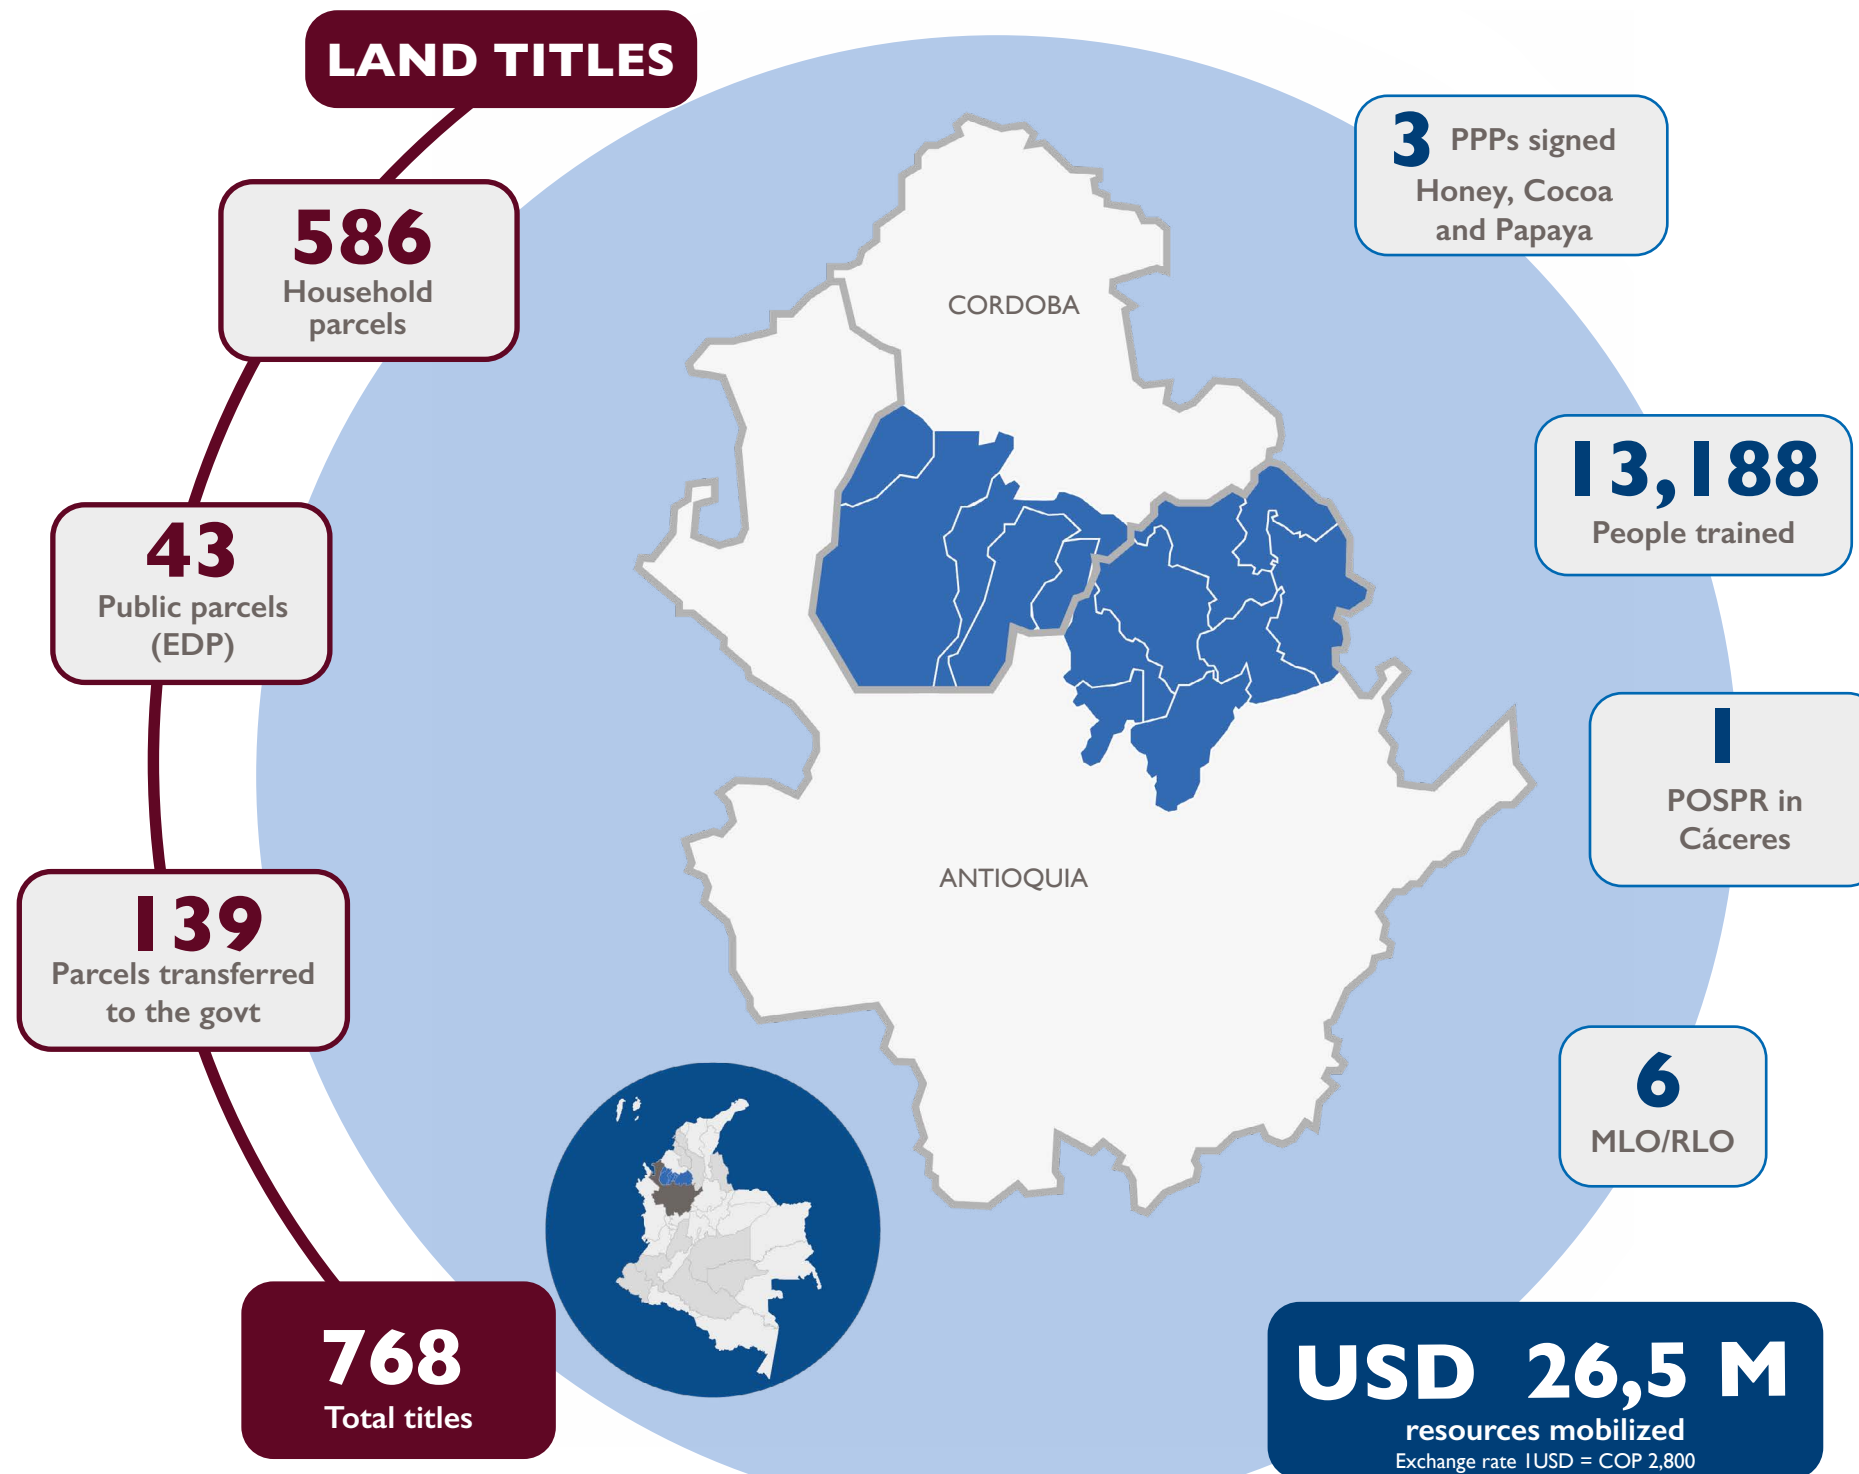 LAND TITLES
586
Household
parcels
43
Public parcels
(EDP)
139
Parcels transferred
to the govt
768
Total titles
CORDOBA
ANTIOQUIA
3 PPPs signed
Honey, Cocoa
and Papaya
13,188
People trained
1
POSPR in
Cáceres
6
MLO/RLO
USD 26,5 M
resources mobilized
Exchange rate 1USD = COP 2,800